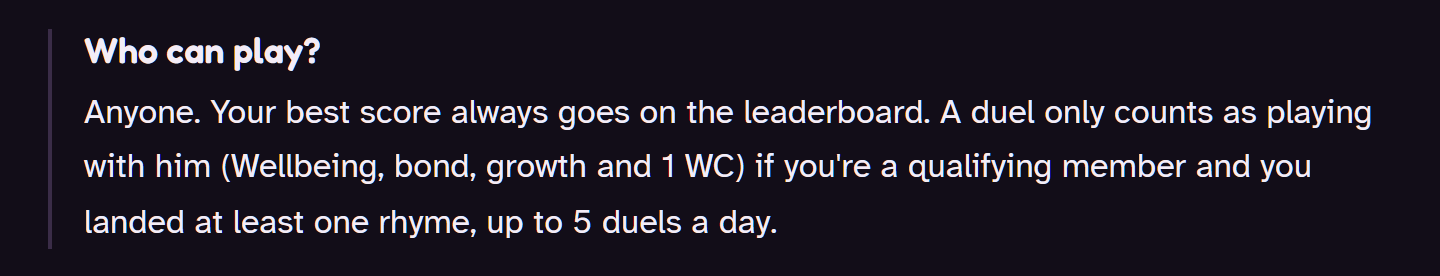 Who can play?
Anyone. Your best score always goes on the leaderboard. A duel only counts as playing
with him (Wellbeing, bond, growth and 1 WC) if you're a qualifying member and you
landed at least one rhyme, up to 5 duels a day.